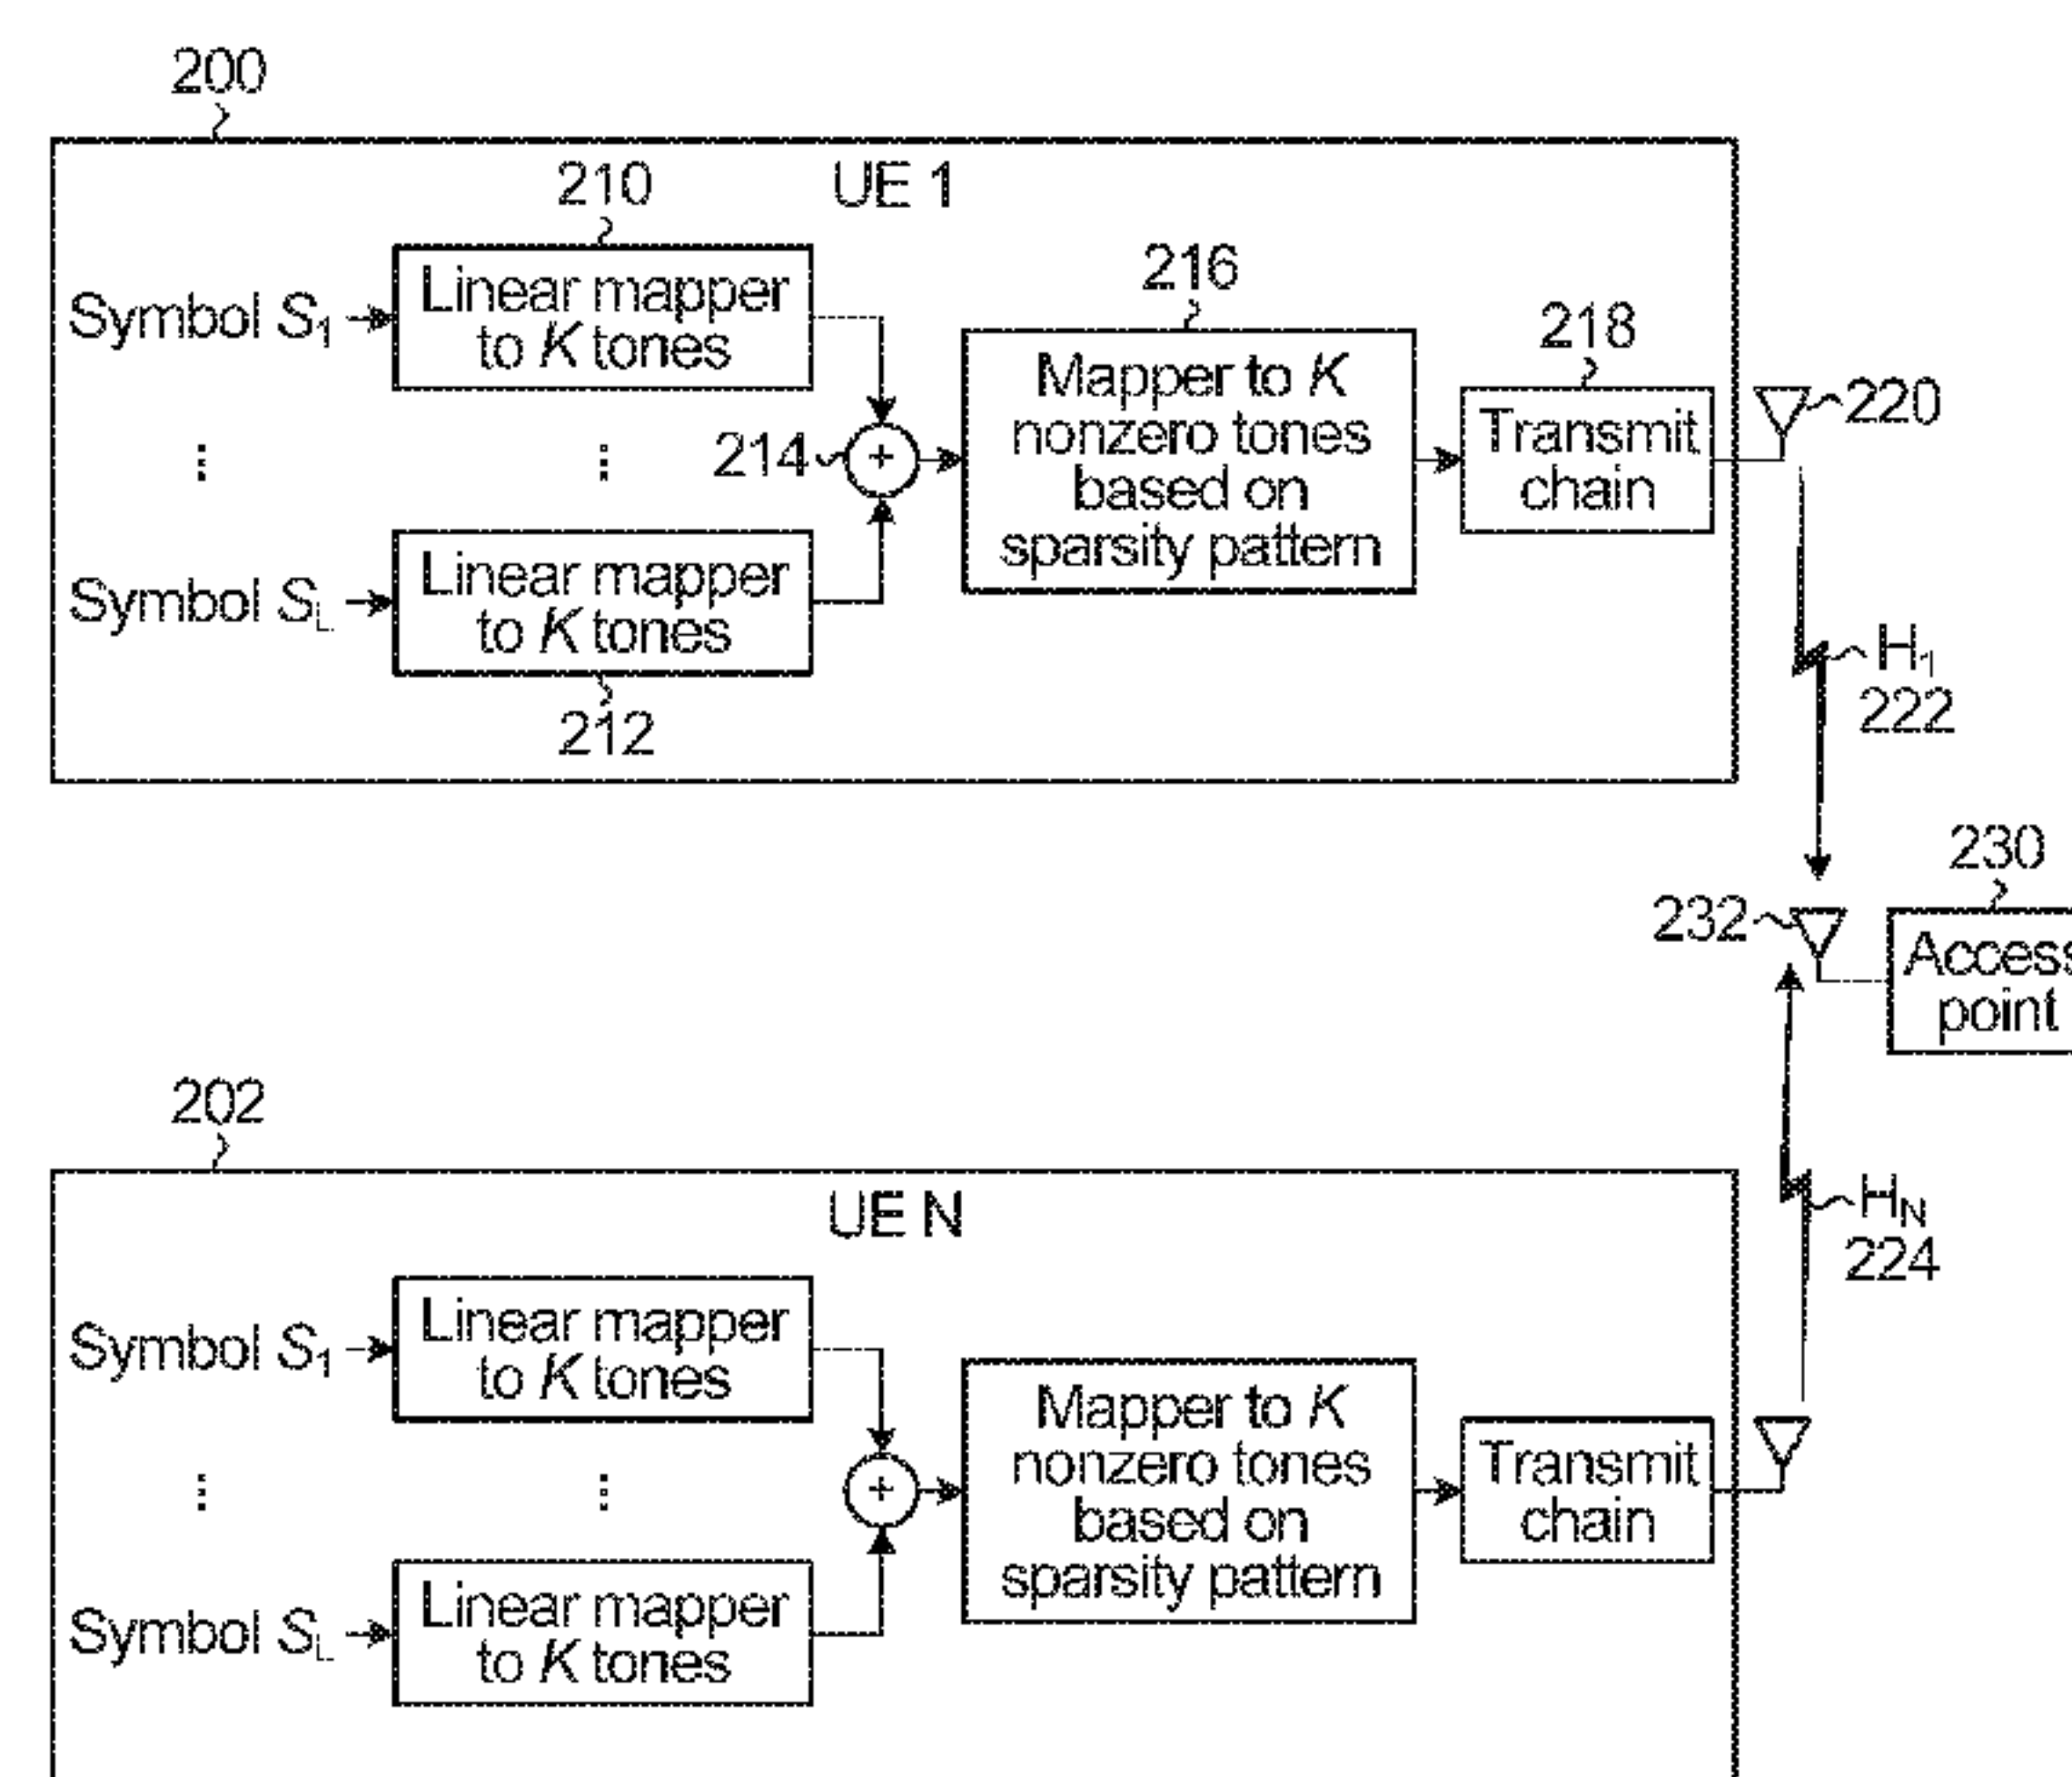 200
UE 1
210
Symbol S1
Linear mapper
to K tones
216
Mapper to K
nonzero tones
based on
sparsity pattern
218
Transmit
chain
220
⋮
⋮
214
+
Symbol SL
Linear mapper
to K tones
212
H1
222
230
232
Access
point
202
UE N
HN
224
Symbol S1
Linear mapper
to K tones
Mapper to K
nonzero tones
based on
sparsity pattern
Transmit
chain
⋮
⋮
+
Symbol SL
Linear mapper
to K tones